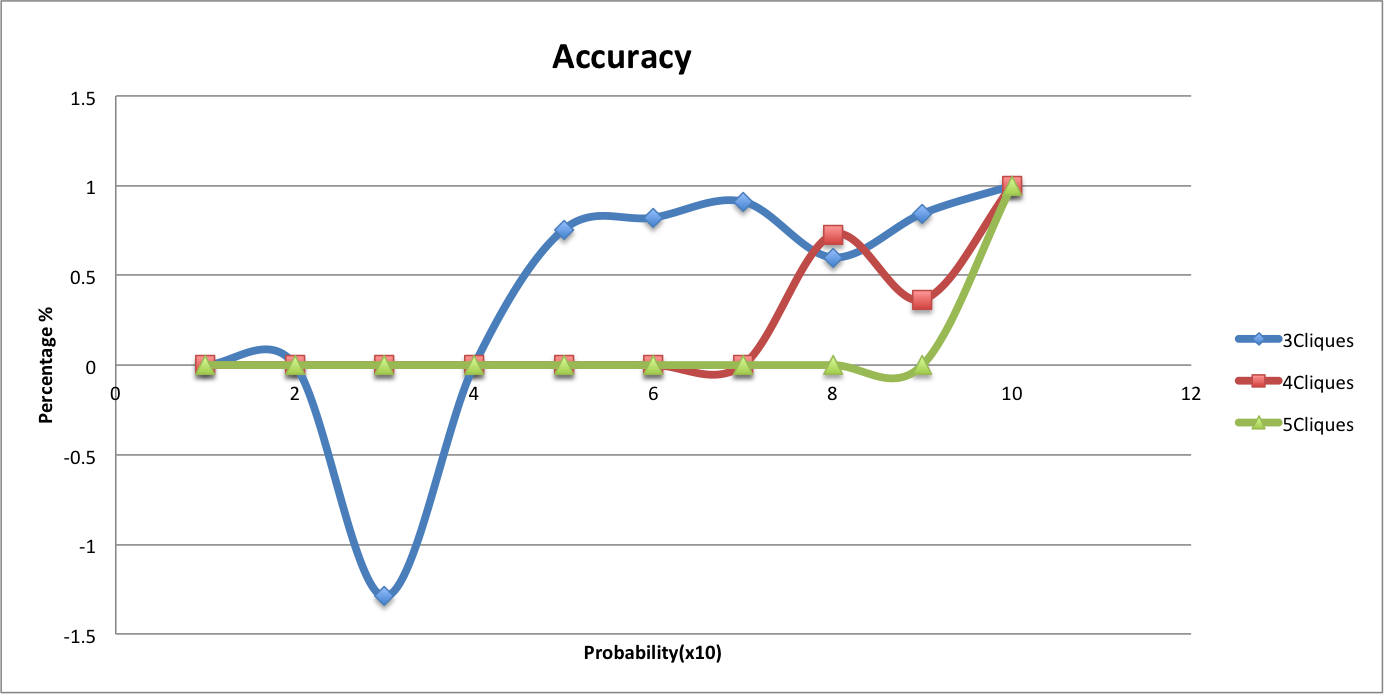 Accuracy
1.5
1
0.5
0
-0.5
-1
-1.5
0 2 4 6 8 10 12
Percentage %
Probability(x10)
3Cliques
4Cliques
5Cliques